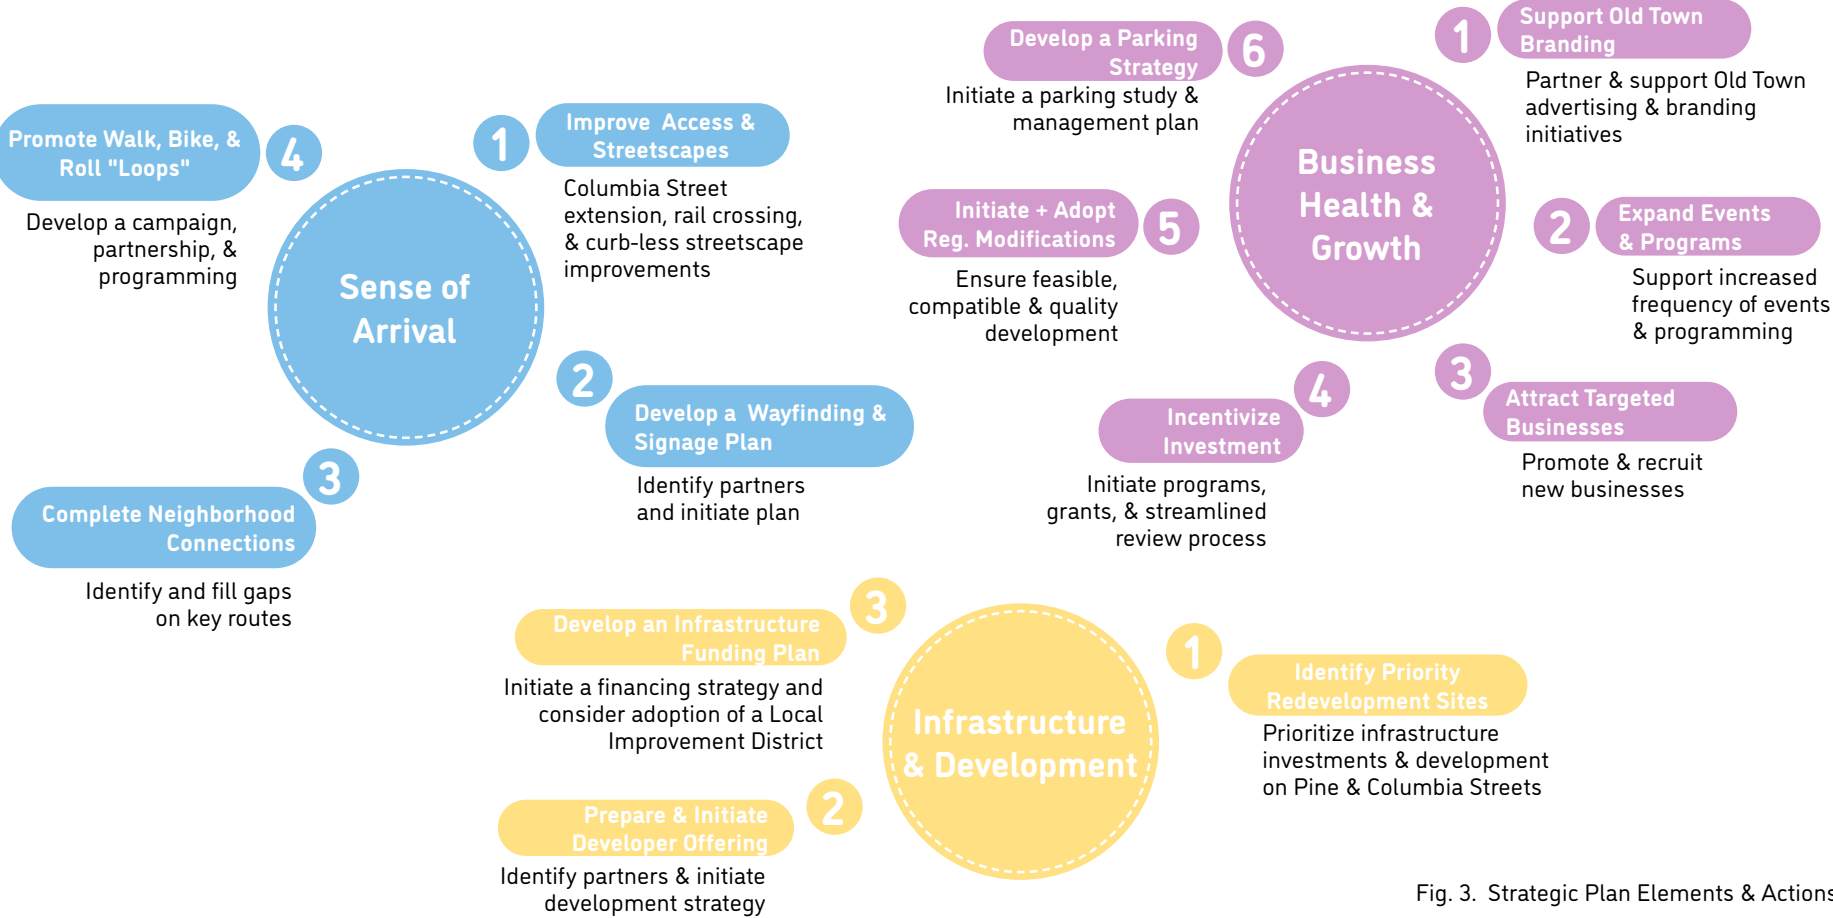 Sense of
Arrival
1
Improve Access &
Streetscapes
Columbia Street
extension, rail crossing,
& curb-less streetscape
improvements
2
Develop a Wayfinding &
Signage Plan
Identify partners
and initiate plan
3
Complete Neighborhood
Connections
Identify and fill gaps
on key routes
4
Promote Walk, Bike, &
Roll "Loops"
Develop a campaign,
partnership, &
programming
Business
Health &
Growth
1
Support Old Town
Branding
Partner & support Old Town
advertising & branding
initiatives
2
Expand Events
& Programs
Support increased
frequency of events
& programming
3
Attract Targeted
Businesses
Promote & recruit
new businesses
4
Incentivize
Investment
Initiate programs,
grants, & streamlined
review process
5
Initiate + Adopt
Reg. Modifications
Ensure feasible,
compatible & quality
development
6
Develop a Parking
Strategy
Initiate a parking study &
management plan
Infrastructure
& Development
1
Identify Priority
Redevelopment Sites
Prioritize infrastructure
investments & development
on Pine & Columbia Streets
2
Prepare & Initiate
Developer Offering
Identify partners & initiate
development strategy
3
Develop an Infrastructure
Funding Plan
Initiate a financing strategy and
consider adoption of a Local
Improvement District
Fig. 3. Strategic Plan Elements & Actions